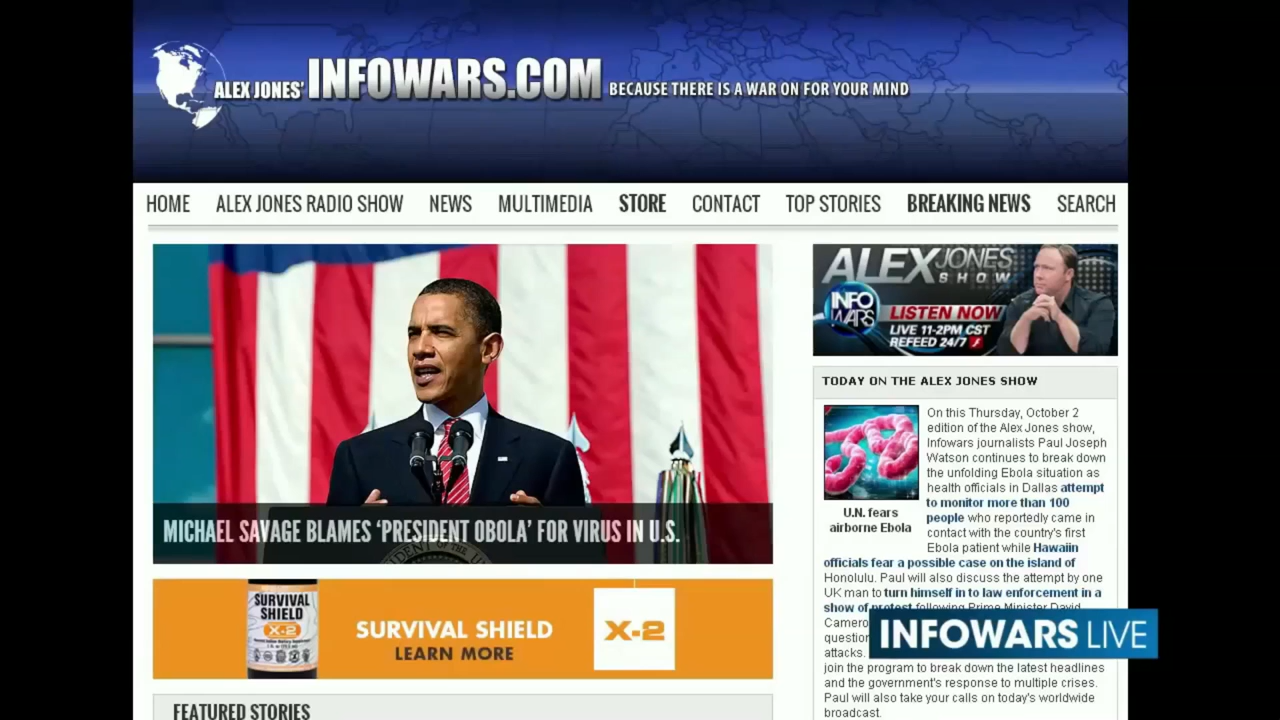 ALEX JONES' INFOWARS.COM BECAUSE THERE IS A WAR ON FOR YOUR MIND
HOME ALEX JONES RADIO SHOW NEWS MULTIMEDIA STORE CONTACT TOP STORIES BREAKING NEWS SEARCH
MICHAEL SAVAGE BLAMES 'PRESIDENT OBOLA' FOR VIRUS IN U.S.
SURVIVAL
SHIELD
X-2
SURVIVAL SHIELD
LEARN MORE
X-2
FEATURED STORIES
ALEX JONES
SHOW
INFO
WARS
LISTEN NOW
LIVE 11-2PM CST
REFEED 24/7
TODAY ON THE ALEX JONES SHOW
U.N. fears
airborne Ebola
On this Thursday, October 2
edition of the Alex Jones show,
Infowars journalists Paul Joseph
Watson continues to break down
the unfolding Ebola situation as
health officials in Dallas attempt
to monitor more than 100
people who reportedly came in
contact with the country's first
Ebola patient while Hawaiin
officials fear a possible case on the island of
Honolulu. Paul will also discuss the attempt by one
UK man to turn himself in to law enforcement in a
show of protest following Prime Minister David
Camero
question
attacks.
join the program to break down the latest headlines
and the government's response to multiple crises.
Paul will also take your calls on today's worldwide
broadcast.
INFOWARS LIVE